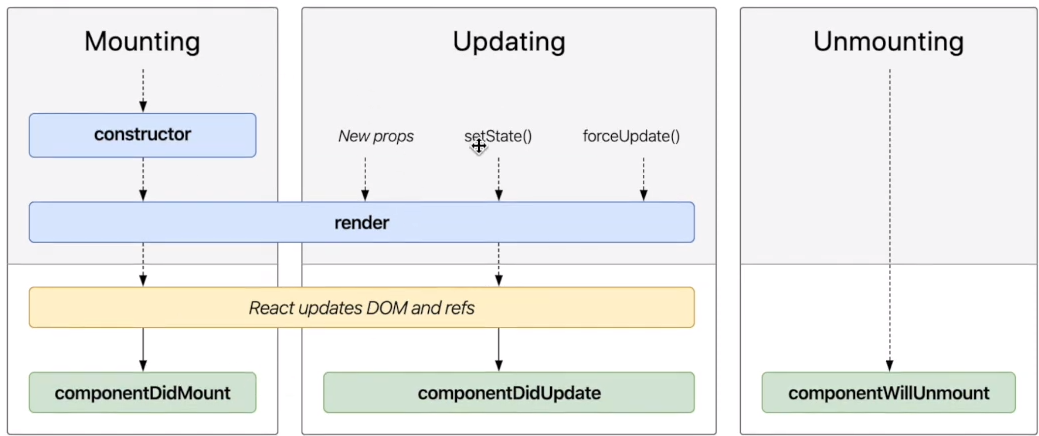 Mounting
Updating
Unmounting
constructor
New props
setState()
forceUpdate()
render
React updates DOM and refs
componentDidMount
componentDidUpdate
componentWillUnmount